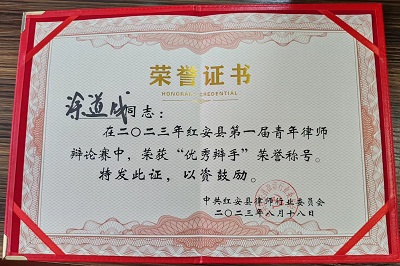 荣誉证书
HONORARY CREDENTIAL
涂道成同志：
在二〇二三年红安县第一届青年律师
辩论赛中，荣获“优秀辩手”荣誉称号。
特发此证，以资鼓励。
中共红安县律师行业委员会
二〇二三年八月十八日